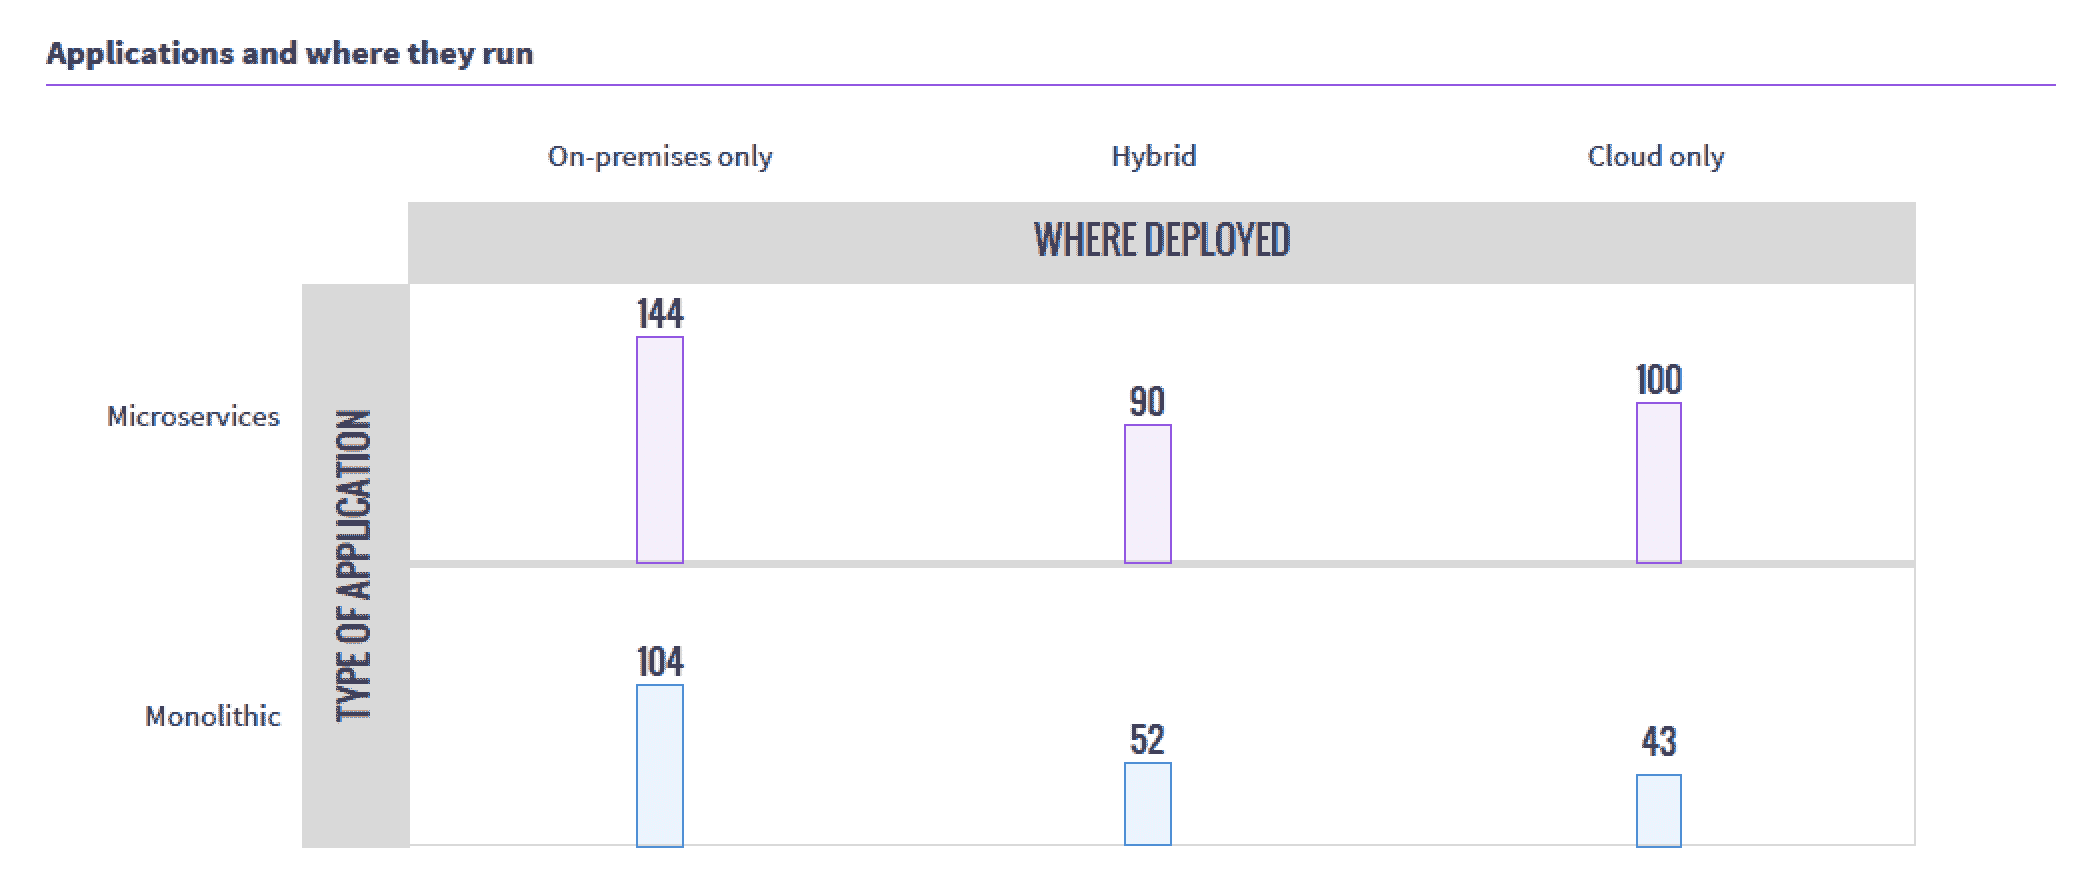 Applications and where they run
On-premises only Hybrid Cloud only
WHERE DEPLOYED
TYPE OF APPLICATION
Microservices 144 90 100
Monolithic 104 52 43